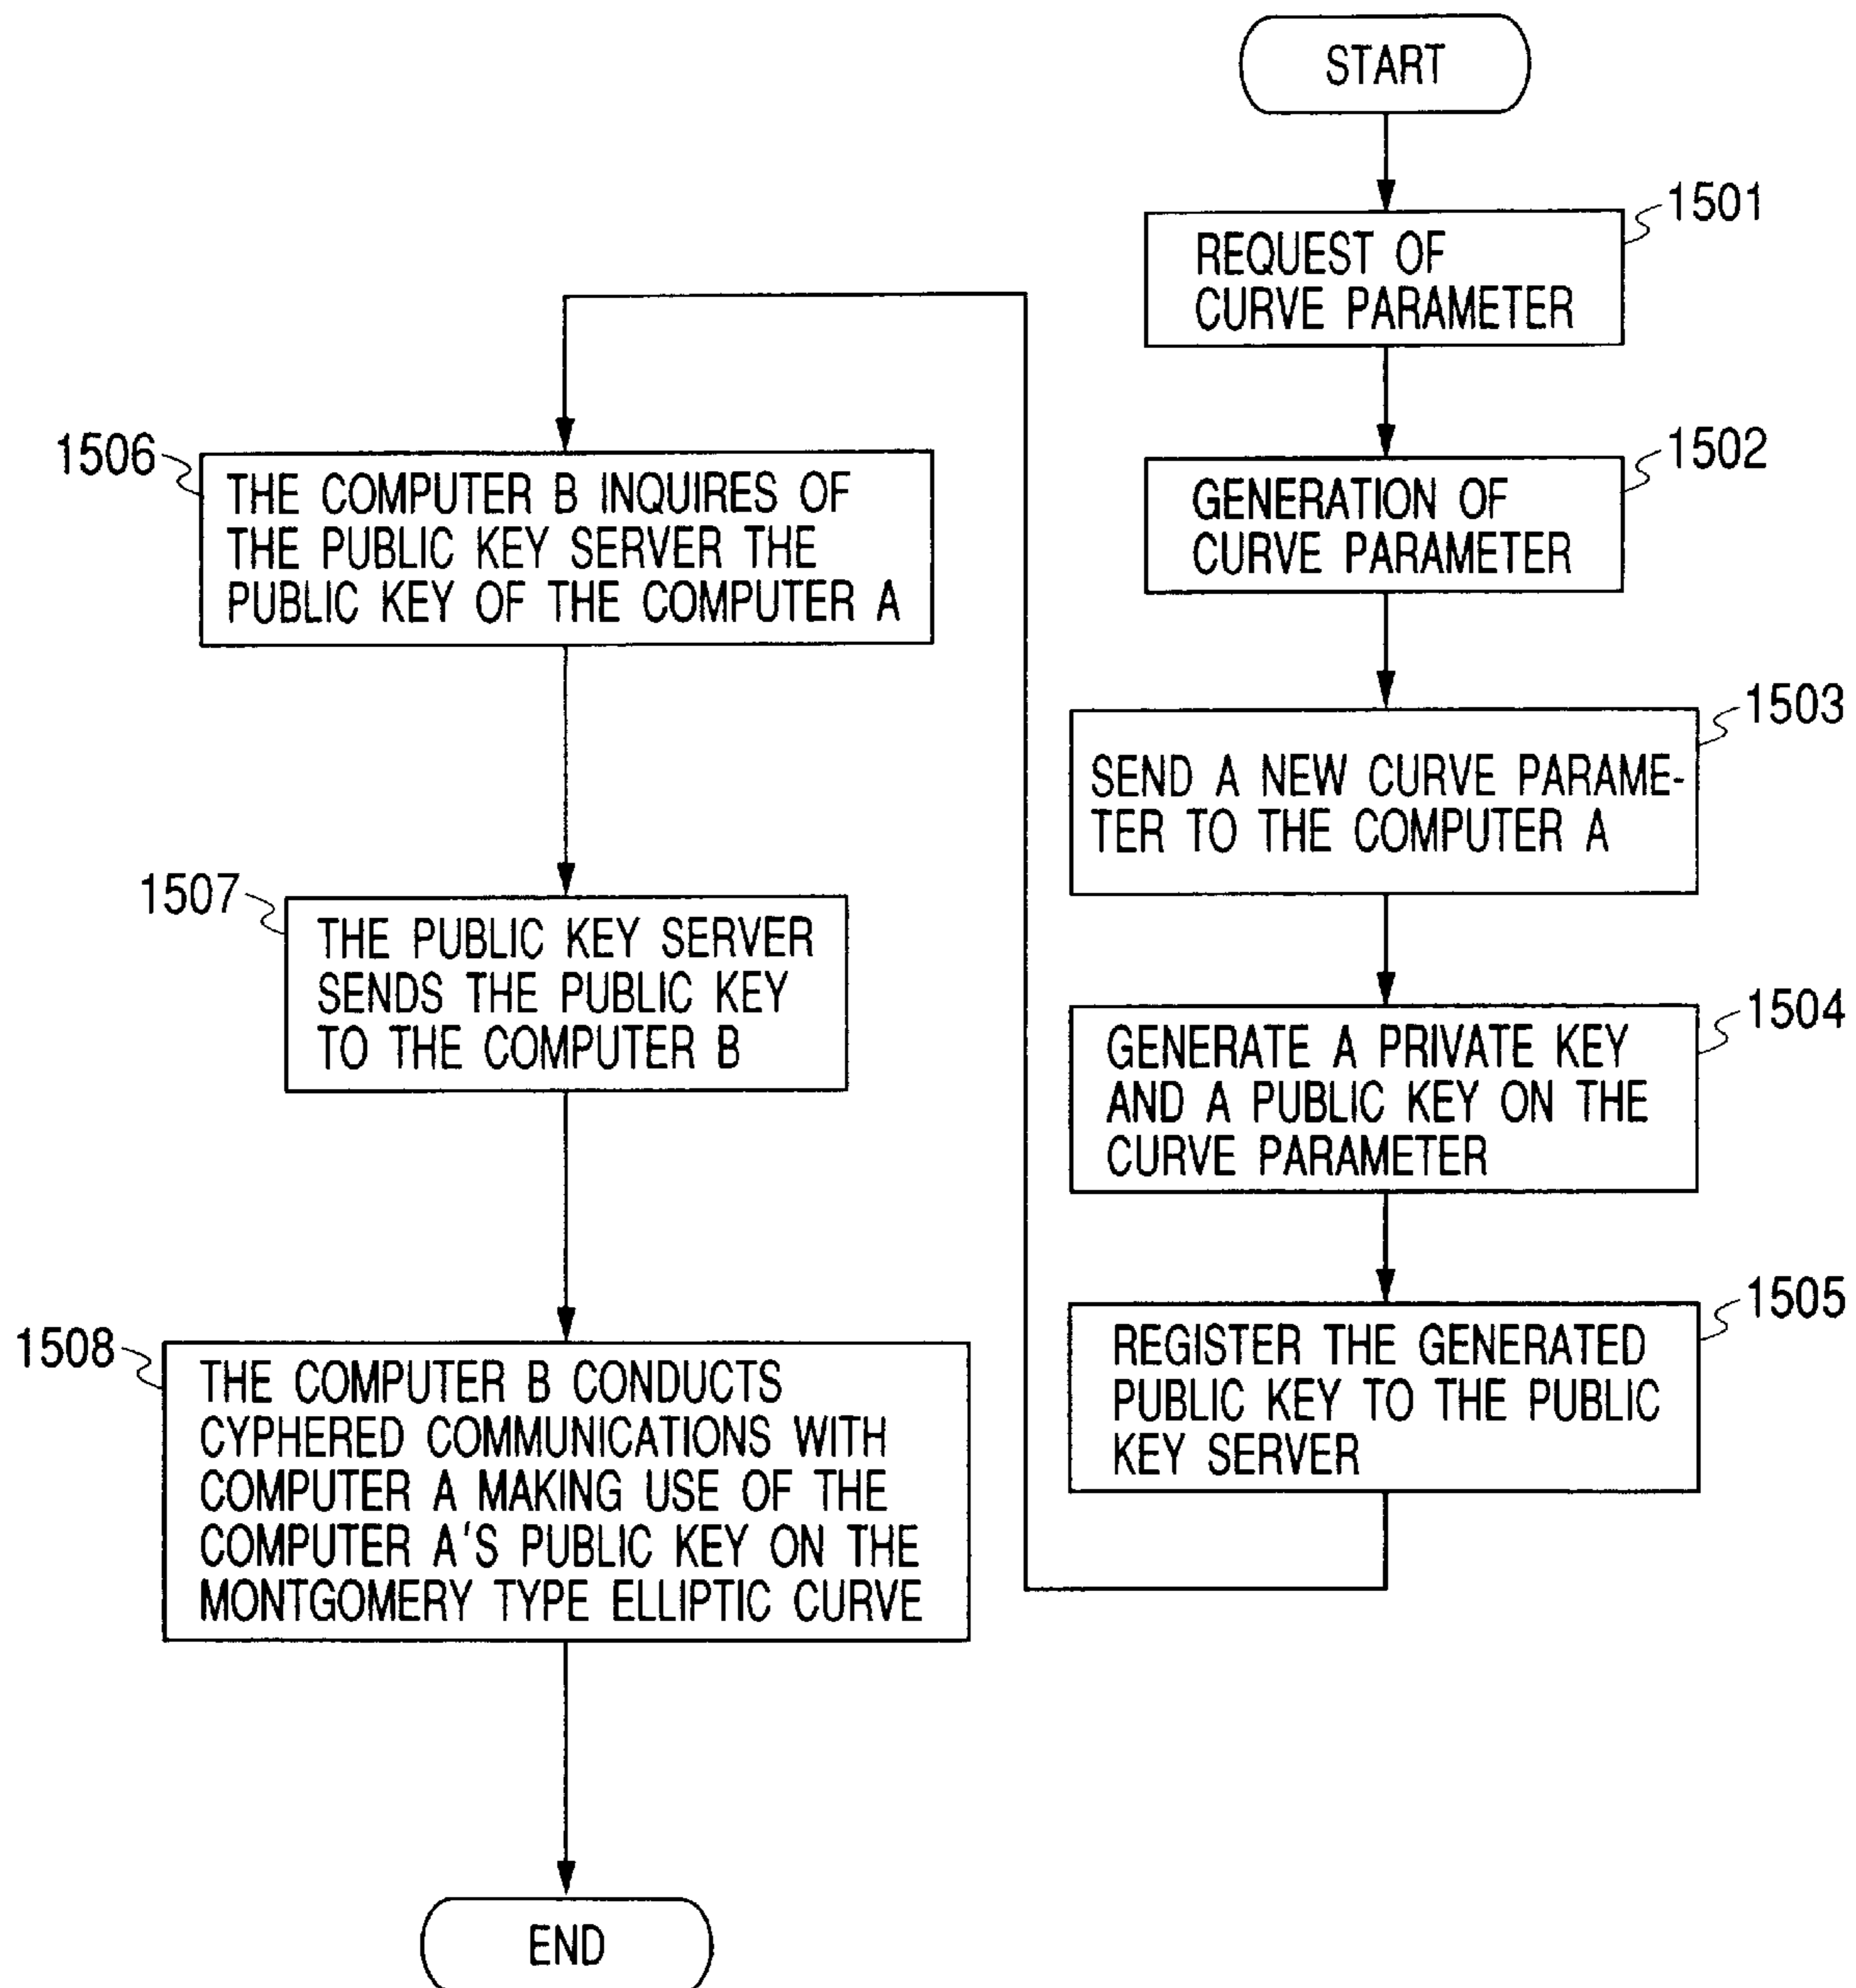 START
1501
REQUEST OF
CURVE PARAMETER
1502
GENERATION OF
CURVE PARAMETER
1503
SEND A NEW CURVE PARAME-
TER TO THE COMPUTER A
1504
GENERATE A PRIVATE KEY
AND A PUBLIC KEY ON THE
CURVE PARAMETER
1505
REGISTER THE GENERATED
PUBLIC KEY TO THE PUBLIC
KEY SERVER
1506
THE COMPUTER B INQUIRES OF
THE PUBLIC KEY SERVER THE
PUBLIC KEY OF THE COMPUTER A
1507
THE PUBLIC KEY SERVER
SENDS THE PUBLIC KEY
TO THE COMPUTER B
1508
THE COMPUTER B CONDUCTS
CYPHERED COMMUNICATIONS WITH
COMPUTER A MAKING USE OF THE
COMPUTER A'S PUBLIC KEY ON THE
MONTGOMERY TYPE ELLIPTIC CURVE
END